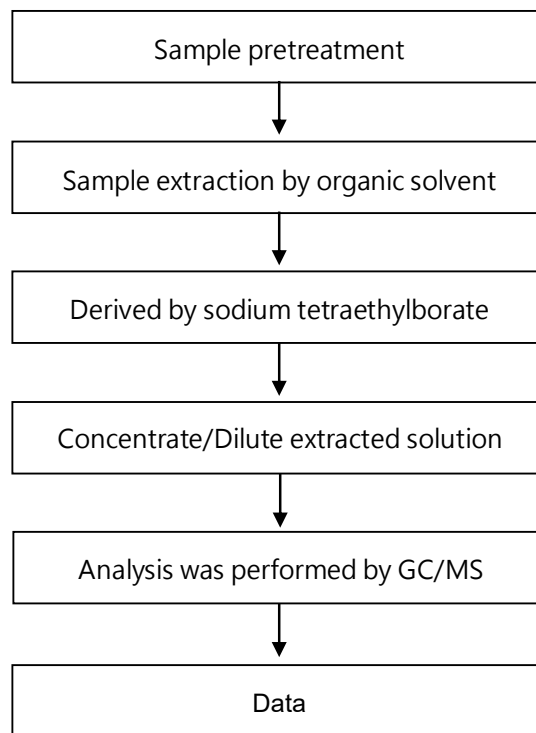 Sample pretreatment
Sample extraction by organic solvent
Derived by sodium tetraethylborate
Concentrate/Dilute extracted solution
Analysis was performed by GC/MS
Data